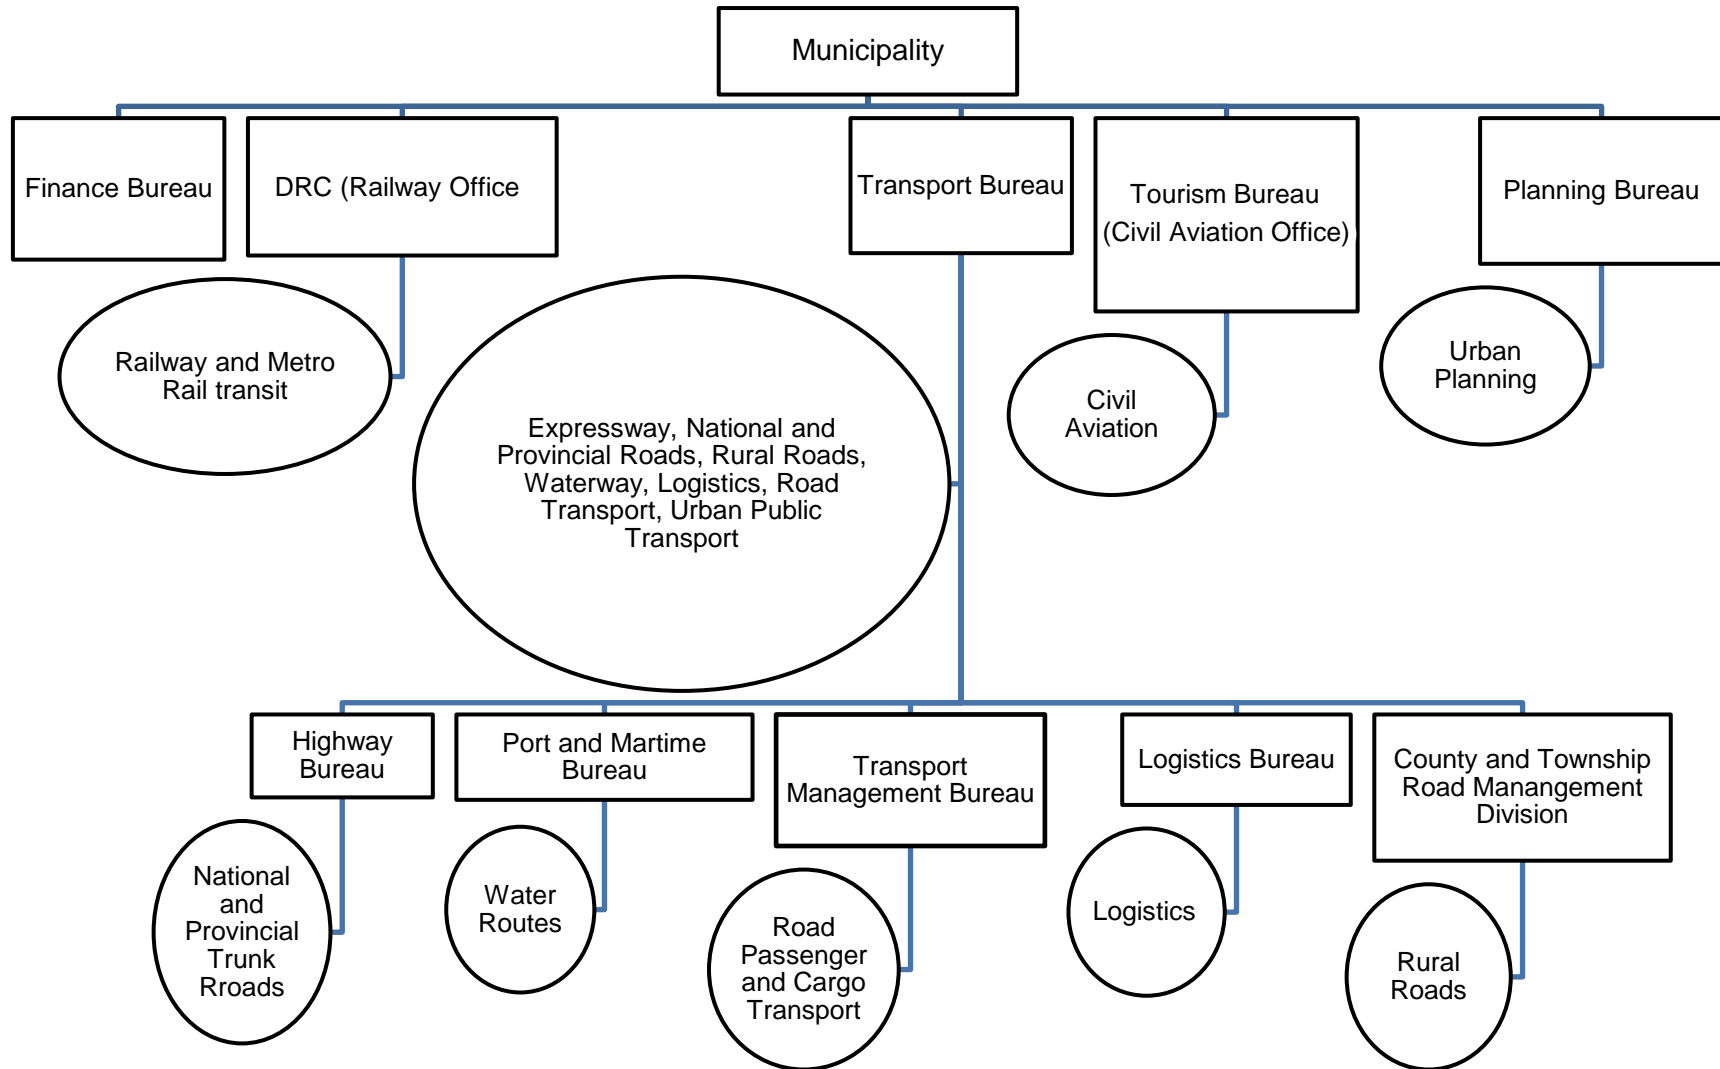 Municipality
Finance Bureau
DRC (Railway Office
Transport Bureau
Tourism Bureau
(Civil Aviation Office)
Planning Bureau
Railway and Metro
Rail transit
Expressway, National and
Provincial Roads, Rural Roads,
Waterway, Logistics, Road
Transport, Urban Public
Transport
Civil
Aviation
Urban
Planning
Highway
Bureau
Port and Martime
Bureau
Transport
Management Bureau
Logistics Bureau
County and Township
Road Manangement
Division
National
and
Provincial
Trunk
Rroads
Water
Routes
Road
Passenger
and Cargo
Transport
Logistics
Rural
Roads